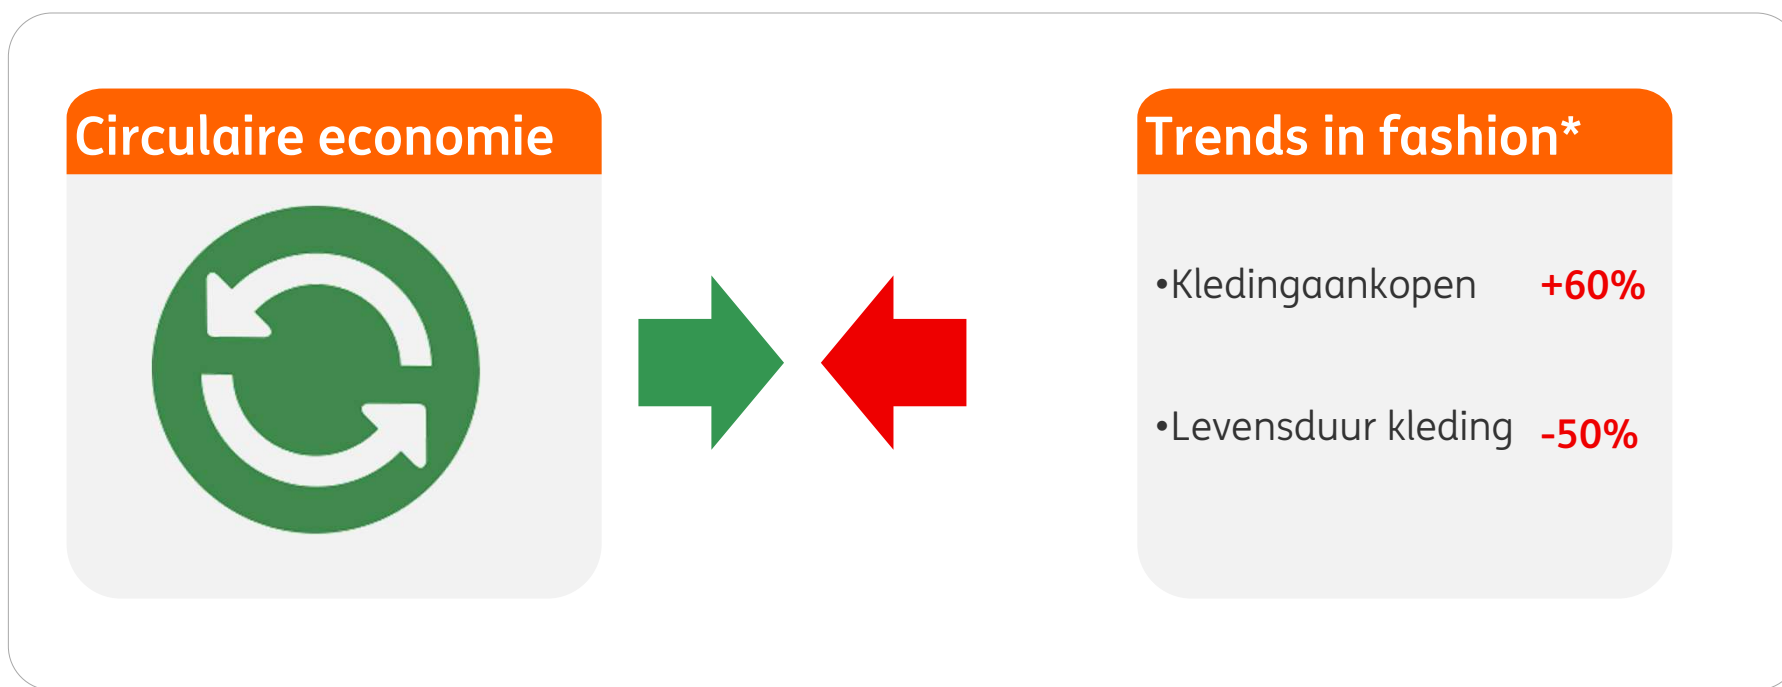 Circulaire economie
Trends in fashion*
•Kledingaankopen +60%
•Levensduur kleding -50%